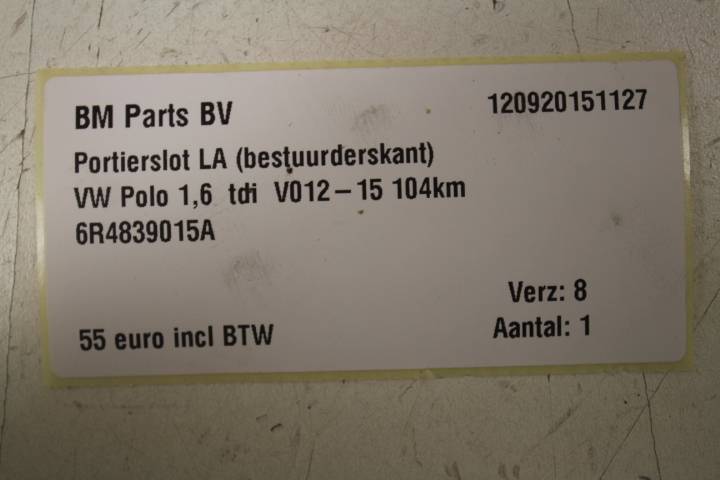 BM Parts BV 120920151127
Portierslot LA (bestuurderskant)
VW Polo 1,6 tdi V012-15 104km
6R4839015A
Verz: 8
55 euro incl BTW Aantal: 1